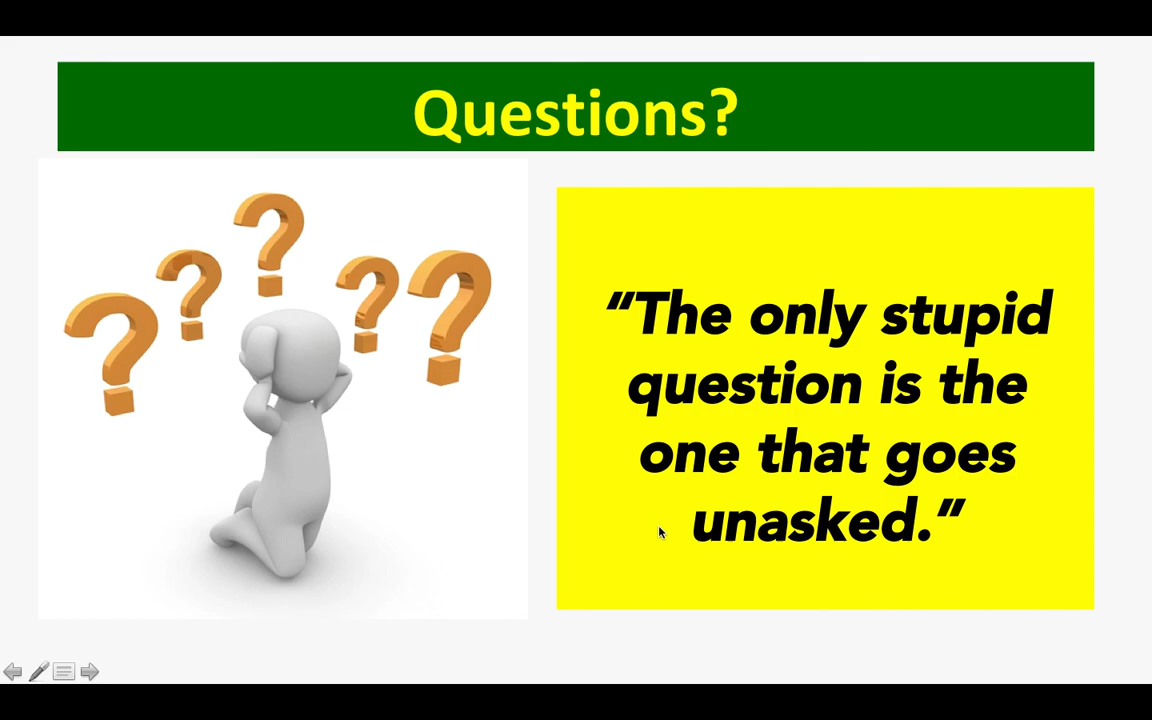 Questions?
“The only stupid
question is the
one that goes
unasked.”